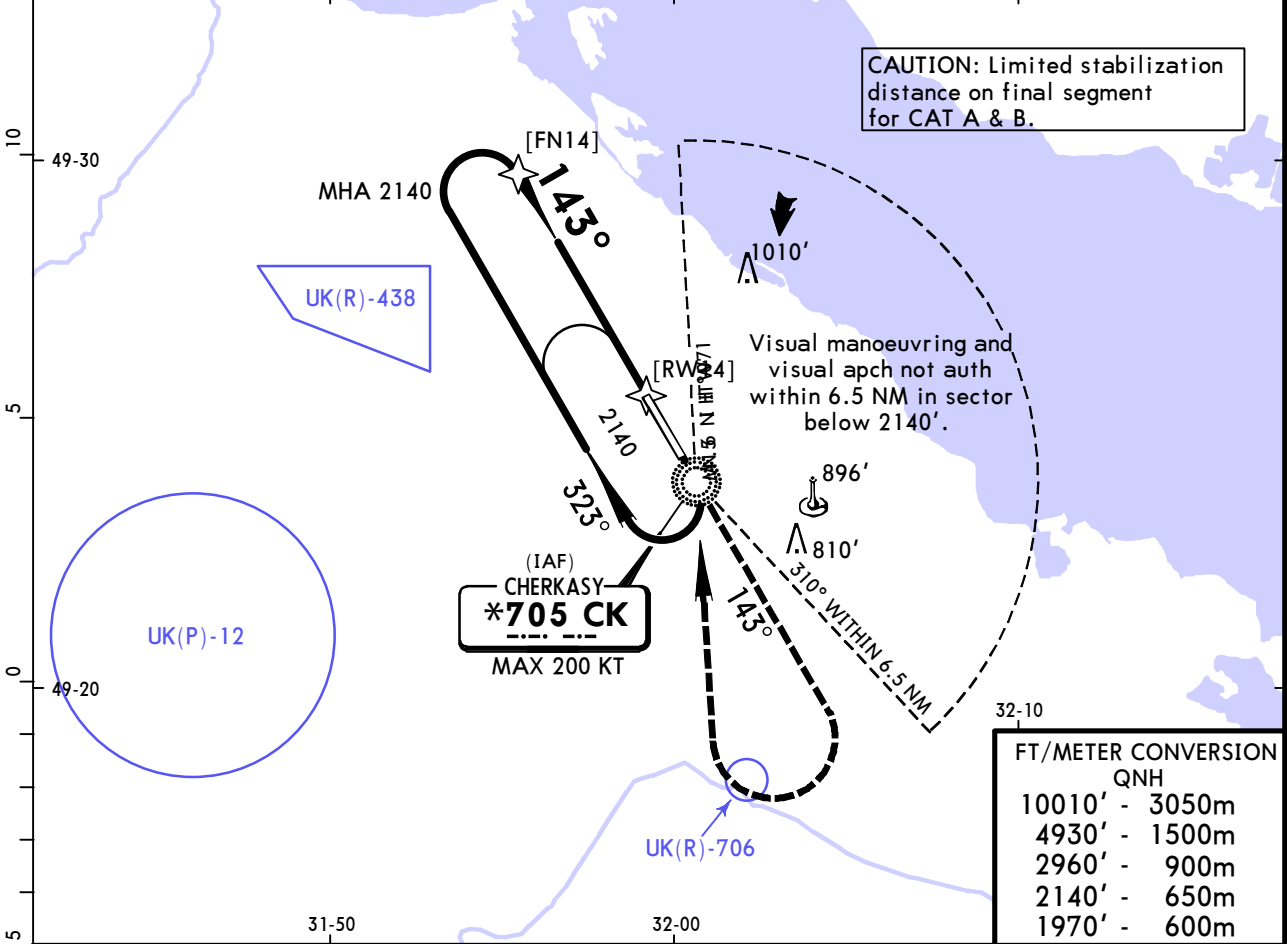 CAUTION: Limited stabilization
distance on final segment
for CAT A & B.
10
49-30
[FN14]
143°
MHA 2140
1010'
UK(R)-438
Visual manoeuvring and
visual apch not auth
within 6.5 NM in sector
below 2140'.
5
2140
896'
810'
323°
(IAF)
CHERKASY
*705 CK
MAX 200 KT
143°
310° WITHIN 6.5 NM
UK(P)-12
0
49-20
32-10
UK(R)-706
FT/METER CONVERSION
QNH
10010' - 3050m
4930' - 1500m
2960' - 900m
2140' - 650m
1970' - 600m
5
31-50
32-00